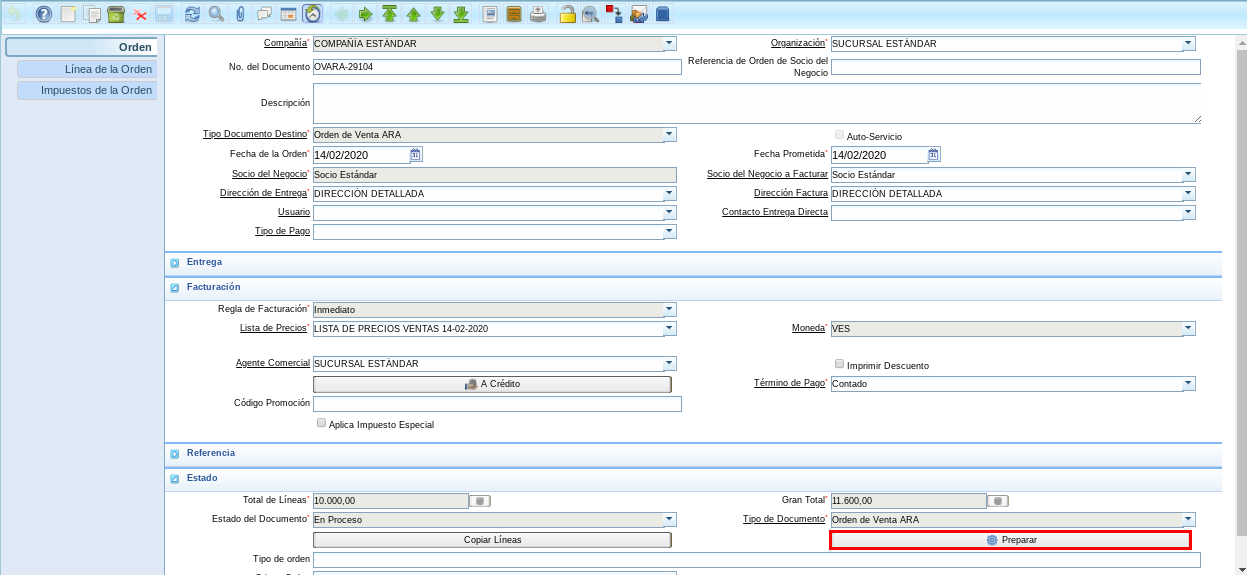 Orden
Línea de la Orden
Impuestos de la Orden
Compañía* COMPAÑÍA ESTÁNDAR Organización* SUCURSAL ESTÁNDAR
No. del Documento OVARA-29104 Referencia de Orden de Socio del Negocio
Descripción
Tipo Documento Destino* Orden de Venta ARA Auto-Servicio
Fecha de la Orden* 14/02/2020 Fecha Prometida* 14/02/2020
Socio del Negocio* Socio Estándar Socio del Negocio a Facturar Socio Estándar
Dirección de Entrega* DIRECCIÓN DETALLADA Dirección Factura DIRECCIÓN DETALLADA
Usuario Contacto Entrega Directa
Tipo de Pago
Entrega
Facturación
Regla de Facturación* Inmediato
Lista de Precios* LISTA DE PRECIOS VENTAS 14-02-2020 Moneda* VES
Agente Comercial SUCURSAL ESTÁNDAR Imprimir Descuento
A Crédito Término de Pago* Contado
Código Promoción
Aplica Impuesto Especial
Referencia
Estado
Total de Líneas* 10.000,00 Gran Total* 11.600,00
Estado del Documento* En Proceso Tipo de Documento* Orden de Venta ARA
Copiar Líneas Preparar
Tipo de orden